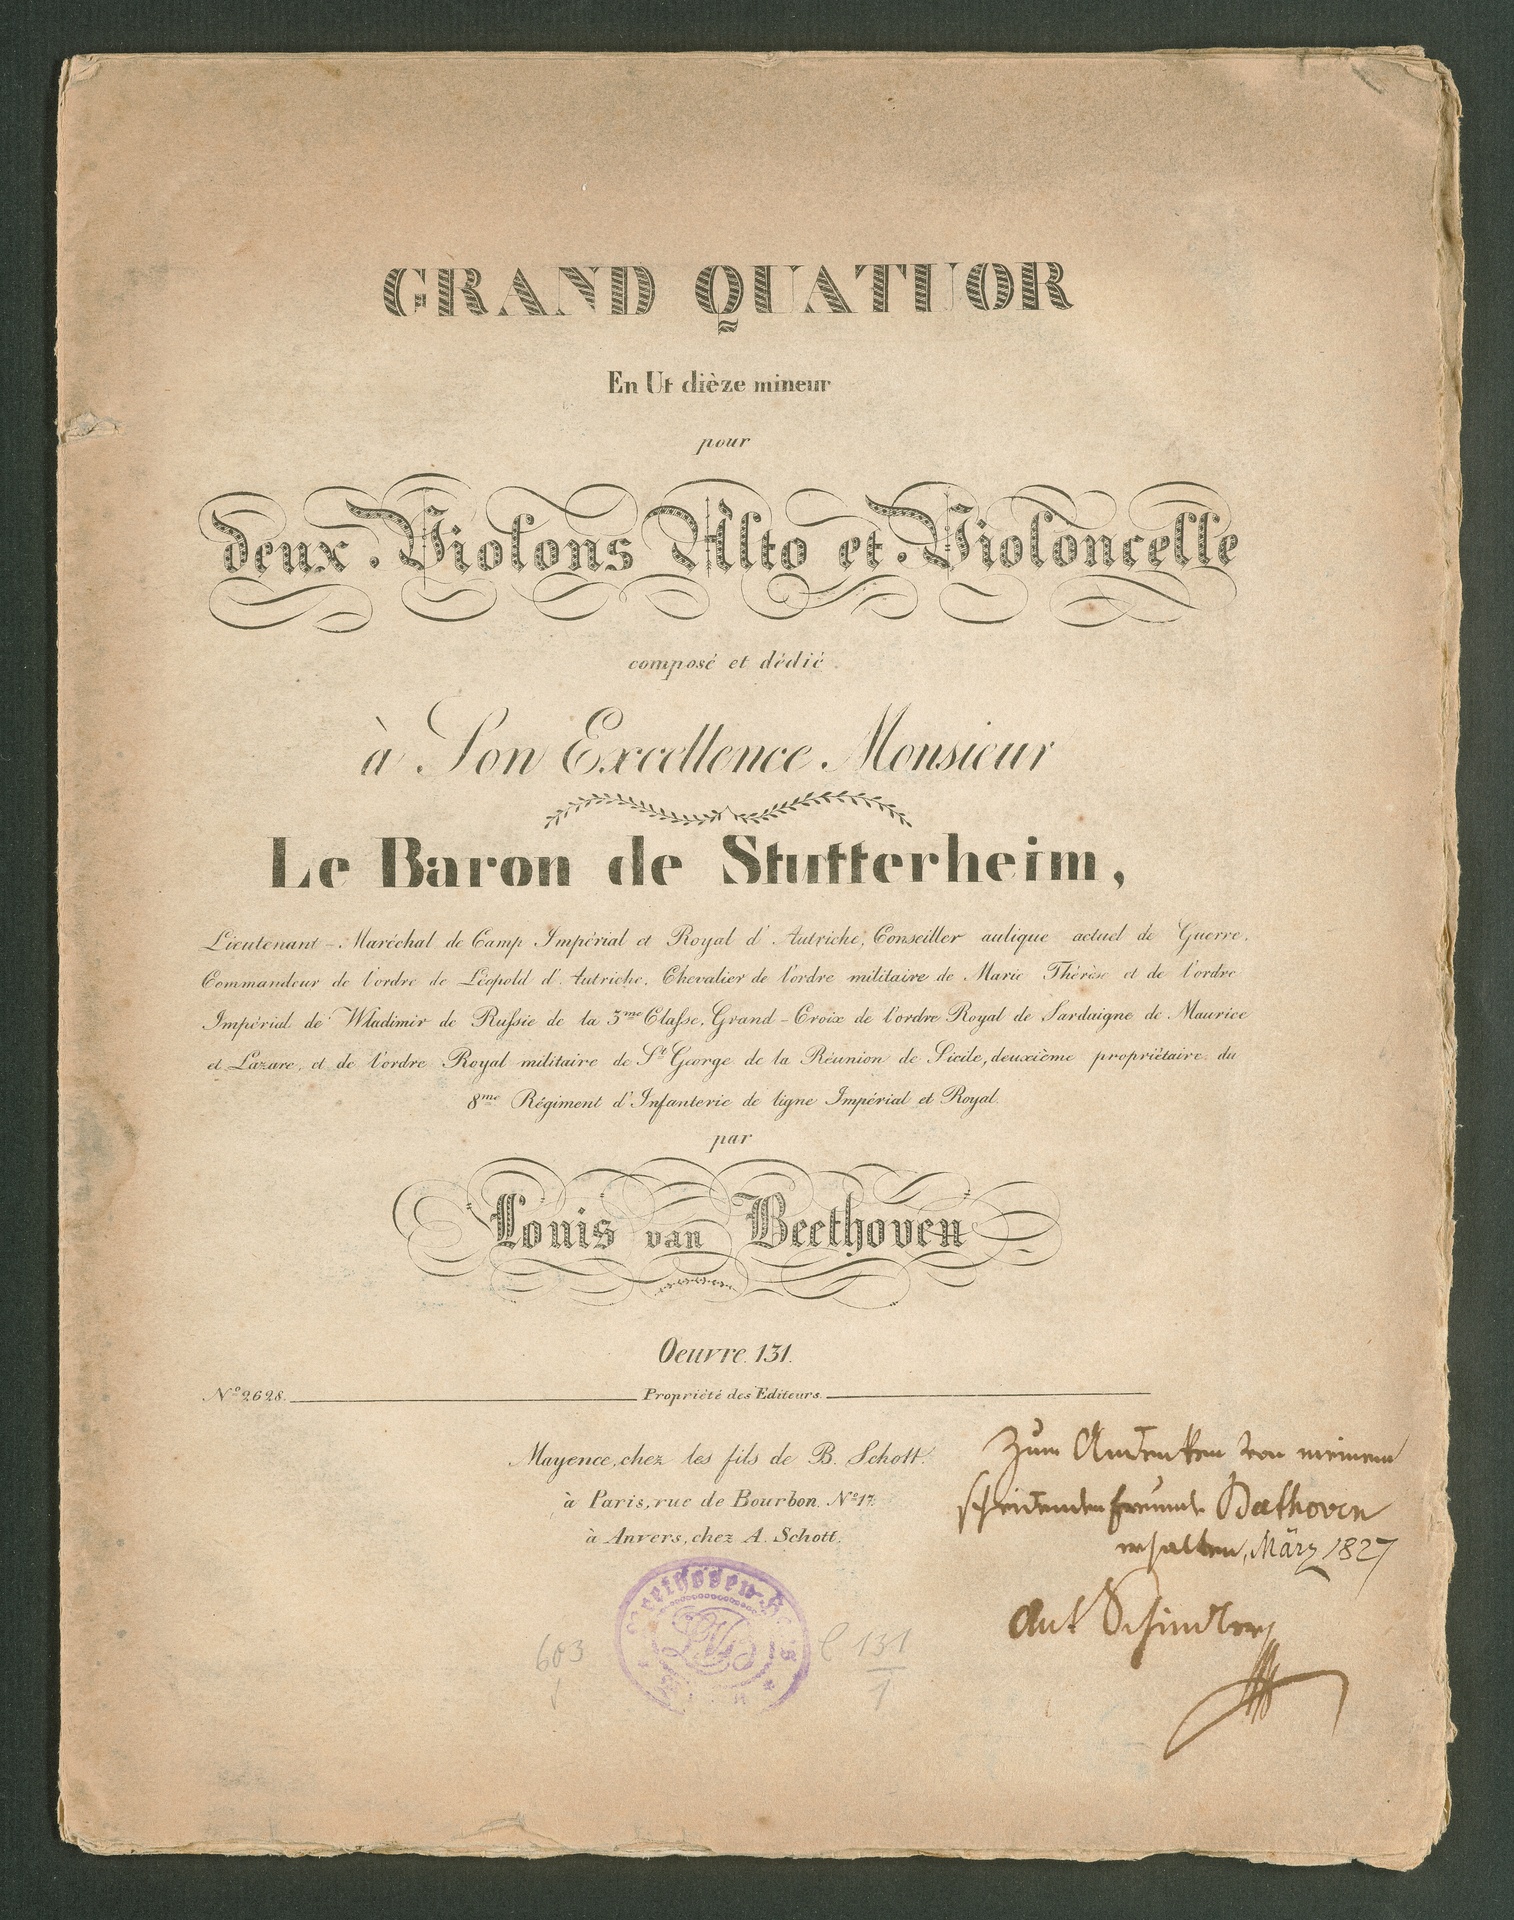 GRAND QUATUOR
En Ut dièze mineur
pour
deux Violons Alto et Violoncelle
composé et dédié
à Son Excellence Monsieur
Le Baron de Stutterheim,
Lieutenant-Maréchal de Camp Impérial et Royal d'Autriche, Conseiller aulique actuel de Guerre,
Commandeur de l'ordre de Léopold d'Autriche, Chevalier de l'ordre militaire de Marie Thérèse et de l'ordre
Impérial de Wladimir de Russie de la 3me Classe, Grand-Croix de l'ordre Royal de Sardaigne de Maurice
et Lazare, et de l'ordre Royal militaire de St George de la Réunion de Sicile, deuxième propriétaire du
8me Régiment d'Infanterie de ligne Impérial et Royal.
par
Louis van Beethoven
Oeuvre 131.
No 2628. Propriété des Editeurs.
Mayence, chez les fils de B. Schott.
à Paris, rue de Bourbon No 17.
à Anvers, chez A. Schott.
Zum Andenken von meinem
scheidenden Freunde Beethoven
erhalten, März 1827
Ant Schindler
Beethoven-Haus
603
C 131
1